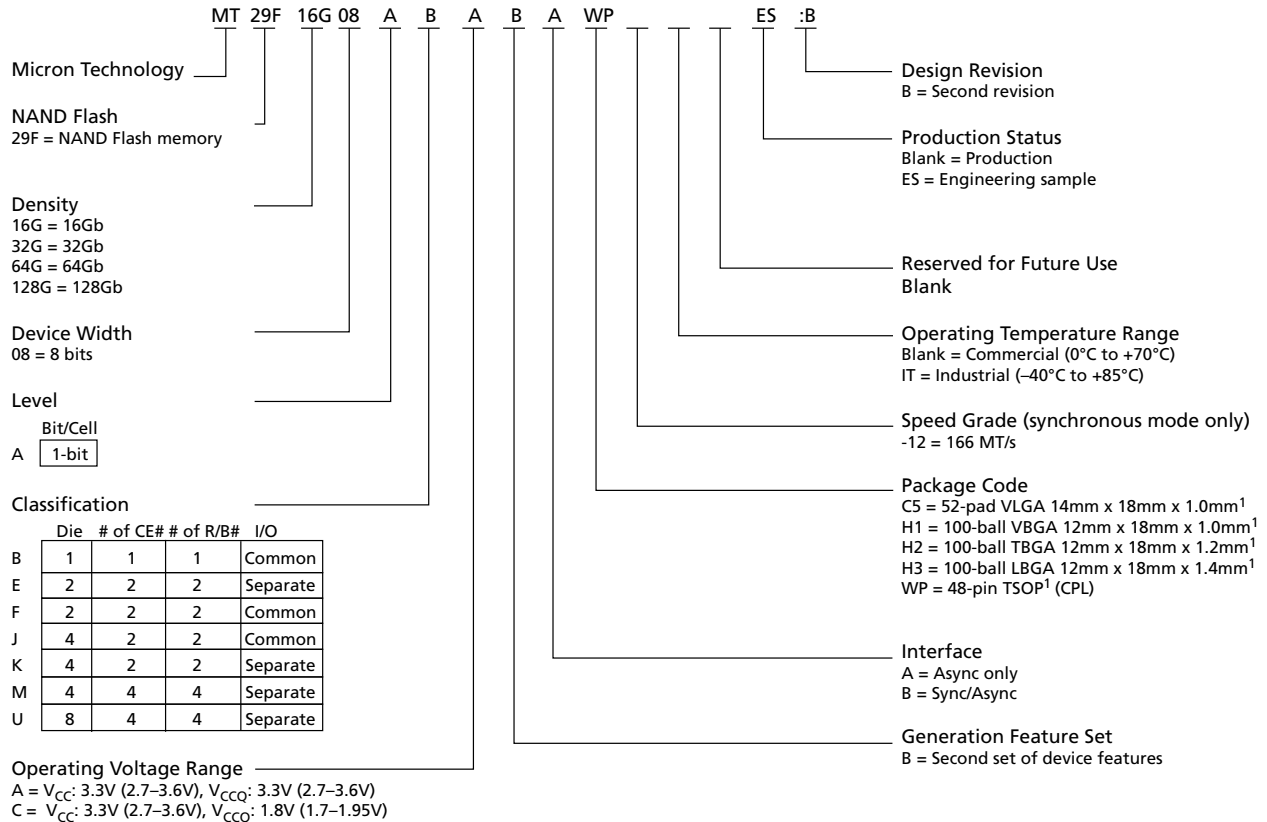 MT 29F 16G 08 A B A B A WP ES :B
Micron Technology
NAND Flash
29F = NAND Flash memory
Density
16G = 16Gb
32G = 32Gb
64G = 64Gb
128G = 128Gb
Device Width
08 = 8 bits
Level
Bit/Cell
A 1-bit
Classification
Die # of CE# # of R/B# I/O
B 1 1 1 Common
E 2 2 2 Separate
F 2 2 2 Common
J 4 2 2 Common
K 4 2 2 Separate
M 4 4 4 Separate
U 8 4 4 Separate
Operating Voltage Range
A = VCC: 3.3V (2.7–3.6V), VCCQ: 3.3V (2.7–3.6V)
C = VCC: 3.3V (2.7–3.6V), VCCQ: 1.8V (1.7–1.95V)
Design Revision
B = Second revision
Production Status
Blank = Production
ES = Engineering sample
Reserved for Future Use
Blank
Operating Temperature Range
Blank = Commercial (0°C to +70°C)
IT = Industrial (–40°C to +85°C)
Speed Grade (synchronous mode only)
-12 = 166 MT/s
Package Code
C5 = 52-pad VLGA 14mm x 18mm x 1.0mm1
H1 = 100-ball VBGA 12mm x 18mm x 1.0mm1
H2 = 100-ball TBGA 12mm x 18mm x 1.2mm1
H3 = 100-ball LBGA 12mm x 18mm x 1.4mm1
WP = 48-pin TSOP1 (CPL)
Interface
A = Async only
B = Sync/Async
Generation Feature Set
B = Second set of device features